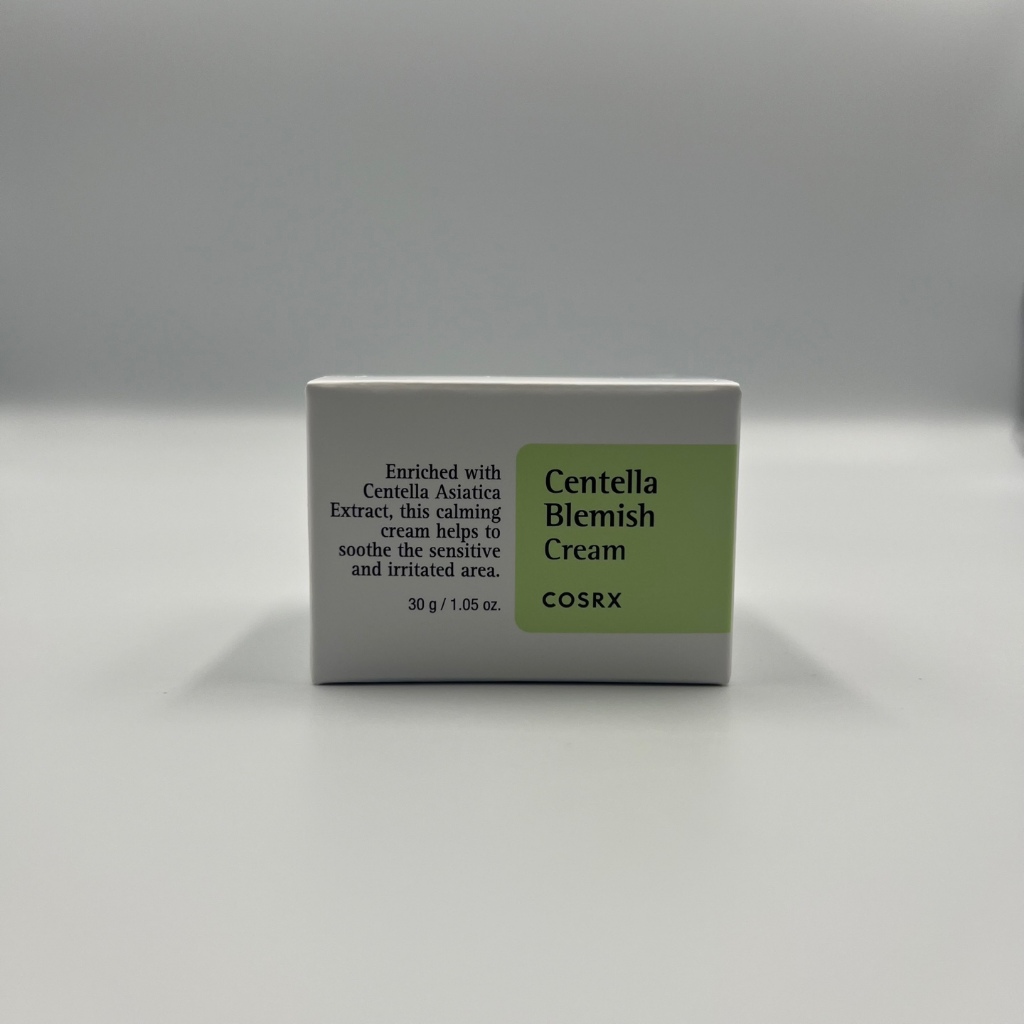 Enriched with
Centella Asiatica
Extract, this calming
cream helps to
soothe the sensitive
and irritated area.
30 g / 1.05 oz.
Centella
Blemish
Cream
COSRX